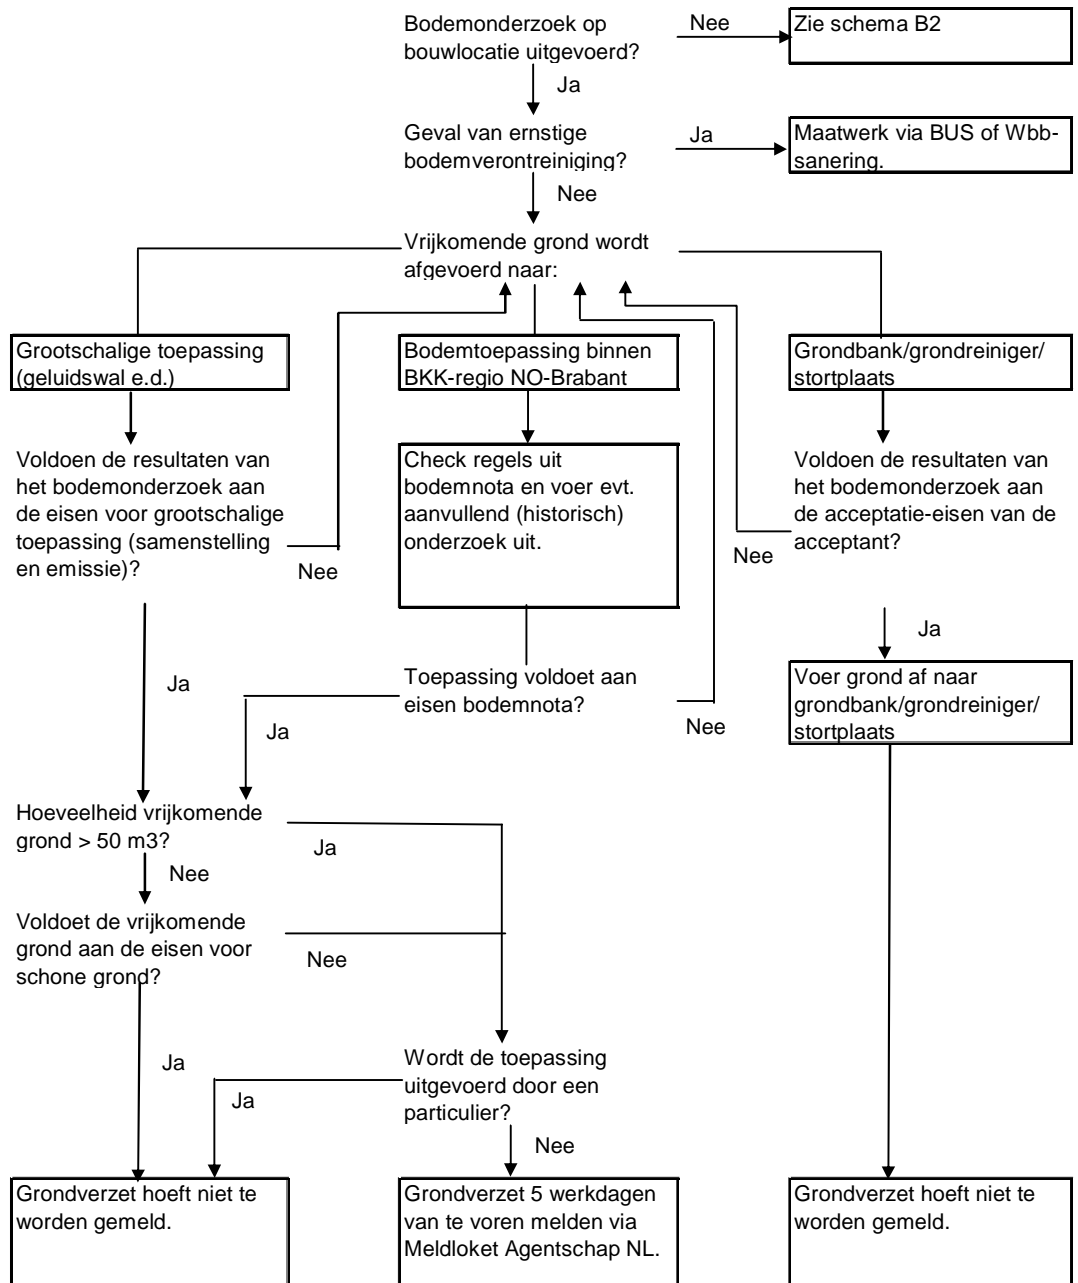 Bodemonderzoek op
bouwlocatie uitgevoerd?
Nee
Zie schema B2
Ja
Geval van ernstige
bodemverontreiniging?
Ja
Maatwerk via BUS of Wbb-
sanering.
Nee
Vrijkomende grond wordt
afgevoerd naar:
Grootschalige toepassing
(geluidswal e.d.)
Bodemtoepassing binnen
BKK-regio NO-Brabant
Grondbank/grondreiniger/
stortplaats
Voldoen de resultaten van
het bodemonderzoek aan
de eisen voor grootschalige
toepassing (samenstelling
en emissie)?
Nee
Check regels uit
bodemnota en voer evt.
aanvullend (historisch)
onderzoek uit.
Voldoen de resultaten van
het bodemonderzoek aan
de acceptatie-eisen van de
acceptant?
Nee
Ja
Ja
Toepassing voldoet aan
eisen bodemnota?
Nee
Ja
Voer grond af naar
grondbank/grondreiniger/
stortplaats
Hoeveelheid vrijkomende
grond > 50 m3?
Ja
Nee
Voldoet de vrijkomende
grond aan de eisen voor
schone grond?
Nee
Ja
Wordt de toepassing
uitgevoerd door een
particulier?
Ja
Nee
Grondverzet hoeft niet te
worden gemeld.
Grondverzet 5 werkdagen
van te voren melden via
Meldloket Agentschap NL.
Grondverzet hoeft niet te
worden gemeld.